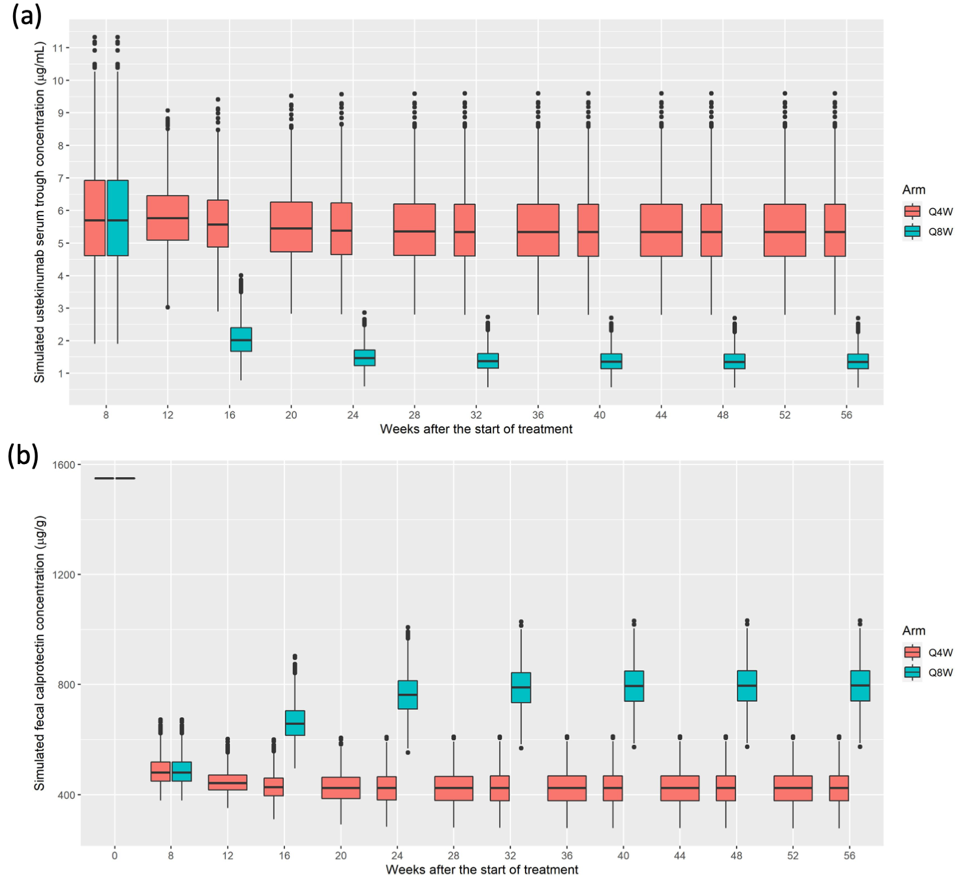 (a)
Simulated ustekinumab serum trough concentration (µg/mL)
11
10
9
8
7
6
5
4
3
2
1
8 12 16 20 24 28 32 36 40 44 48 52 56
Weeks after the start of treatment
Arm
Q4W
Q8W
(b)
Simulated fecal calprotectin concentration (µg/g)
1600
1200
800
400
0 8 12 16 20 24 28 32 36 40 44 48 52 56
Weeks after the start of treatment
Arm
Q4W
Q8W